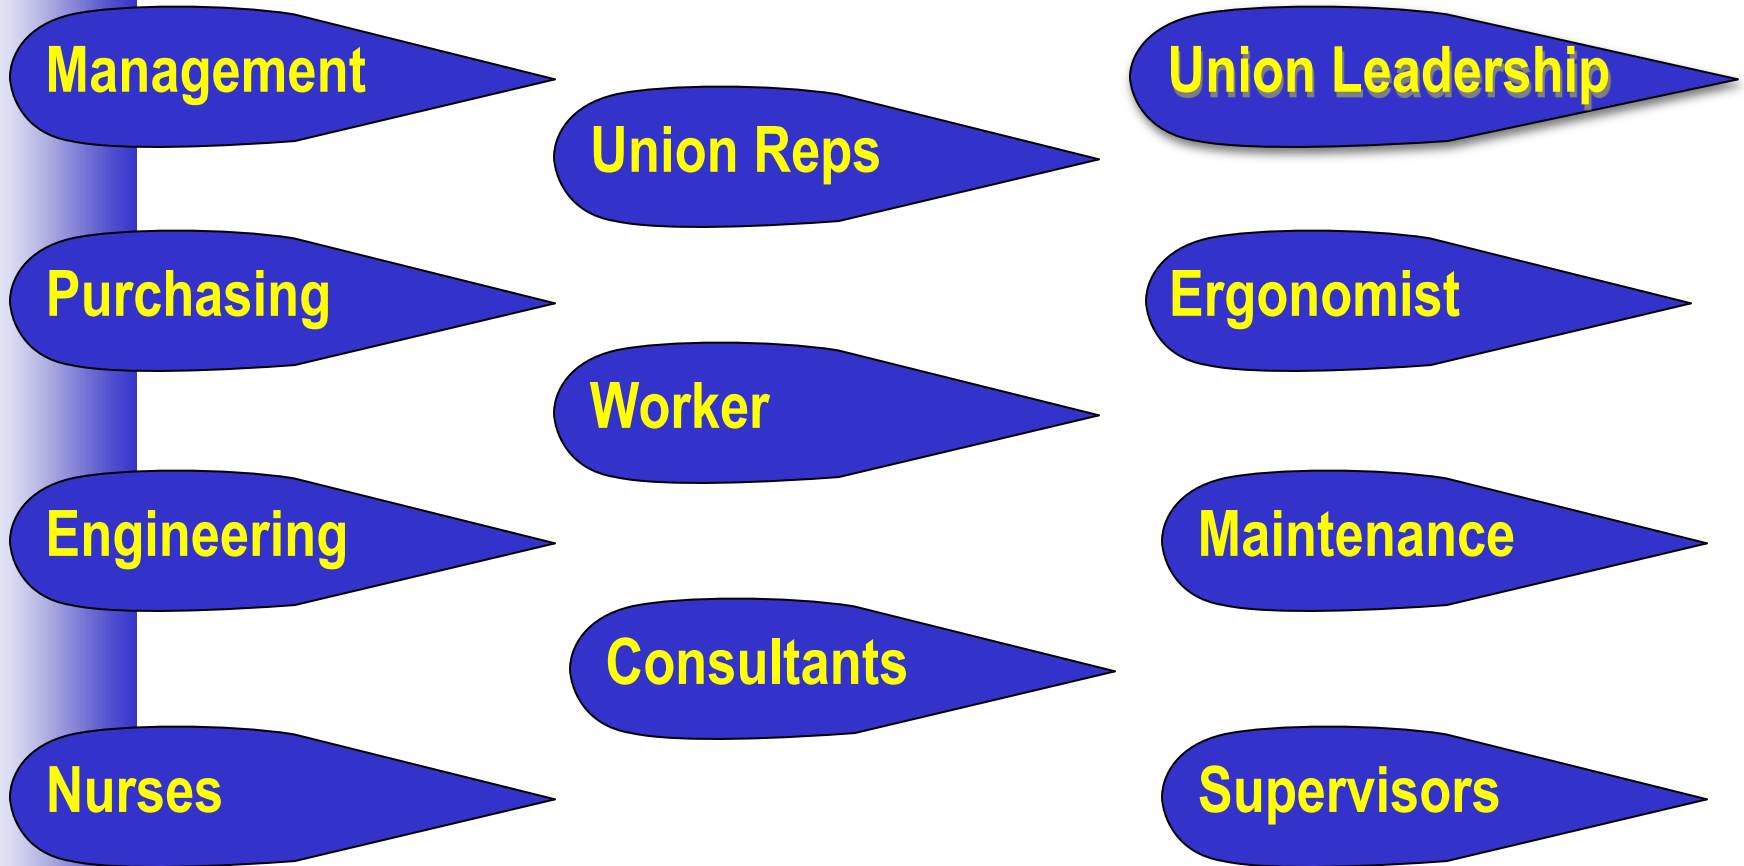 Management
Union Leadership
Union Reps
Purchasing
Ergonomist
Worker
Engineering
Maintenance
Consultants
Nurses
Supervisors